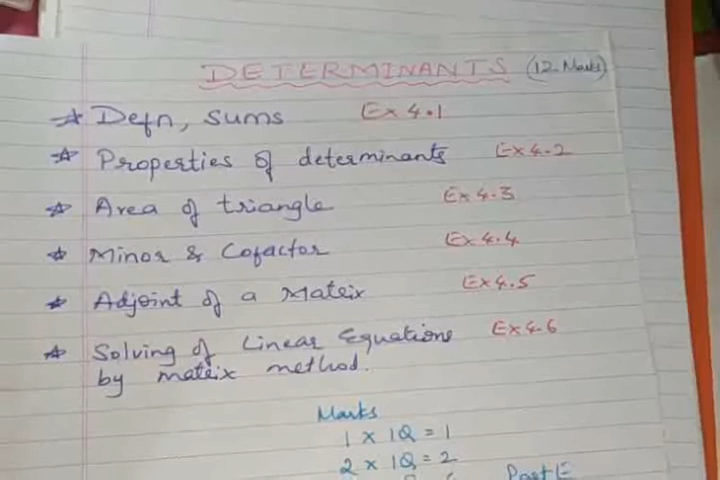 DETERMINANTS (12 Marks)
☆ Defn, sums Ex 4.1
☆ Properties of determinants Ex 4.2
☆ Area of triangle Ex 4.3
☆ Minor & Cofactor Ex 4.4
☆ Adjoint of a Matrix Ex 4.5
☆ Solving of Linear Equations Ex 4.6
by matrix method.
Marks
1 x 1Q = 1
2 x 1Q = 2
Part E